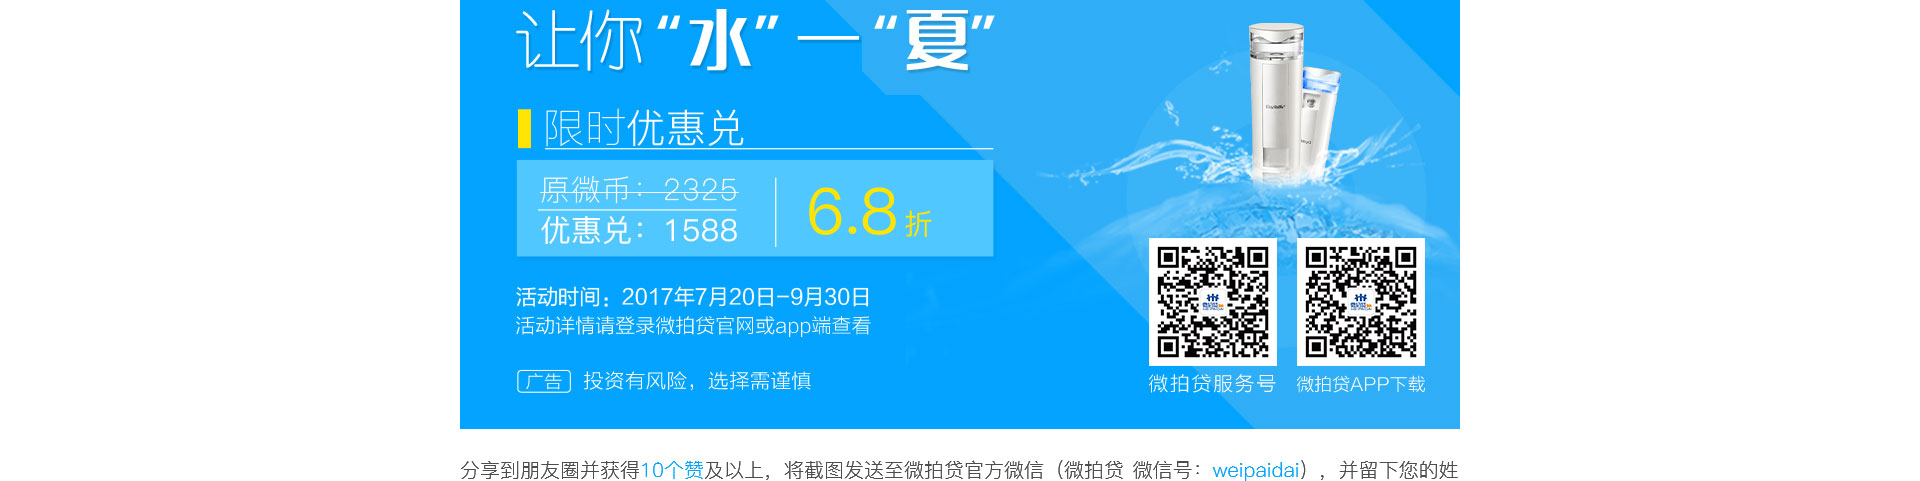 让你“水”一“夏”
限时优惠兑
原微币：2325
优惠兑：1588
6.8折
活动时间：2017年7月20日-9月30日
活动详情请登录微拍贷官网或app端查看
广告 投资有风险，选择需谨慎
微拍贷服务号
微拍贷APP下载
分享到朋友圈并获得10个赞及以上，将截图发送至微拍贷官方微信（微拍贷 微信号：weipaidai），并留下您的姓